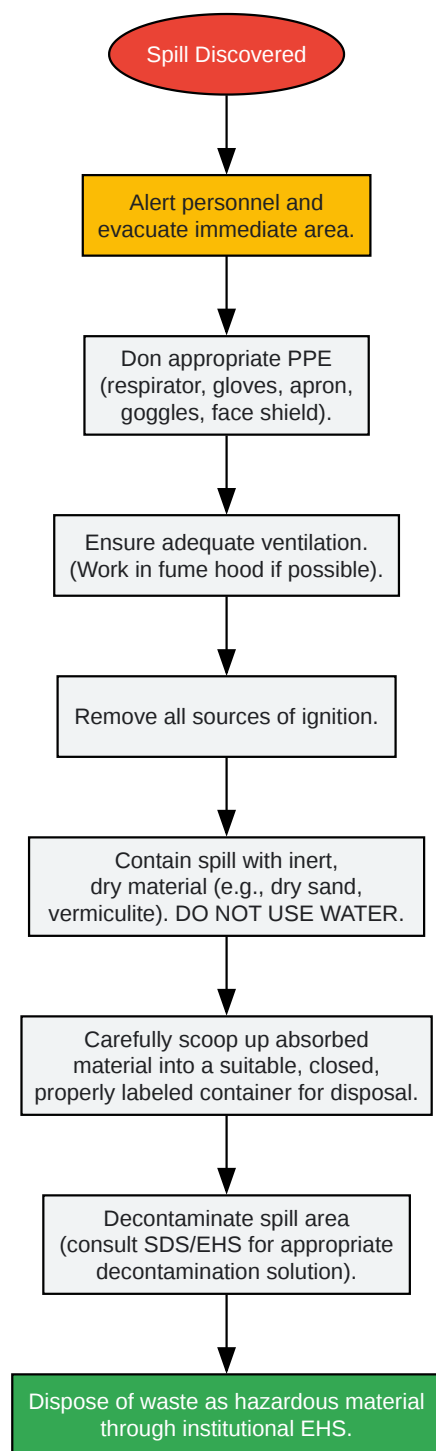 Spill Discovered
Alert personnel and
evacuate immediate area.
Don appropriate PPE
(respirator, gloves, apron,
goggles, face shield).
Ensure adequate ventilation.
(Work in fume hood if possible).
Remove all sources of ignition.
Contain spill with inert,
dry material (e.g., dry sand,
vermiculite). DO NOT USE WATER.
Carefully scoop up absorbed
material into a suitable, closed,
properly labeled container for disposal.
Decontaminate spill area
(consult SDS/EHS for appropriate
decontamination solution).
Dispose of waste as hazardous material
through institutional EHS.